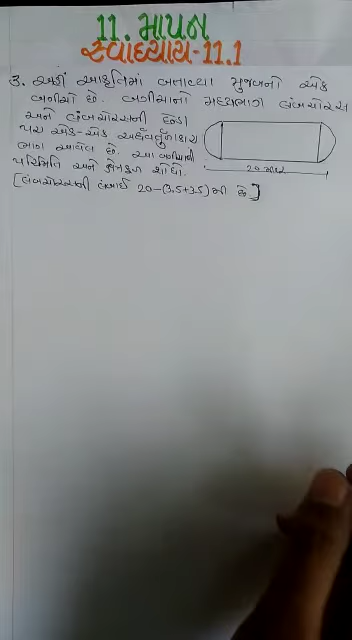 11. માપન
સ્વાધ્યાય-11.1
3. અહીં આકૃતિમાં બતાવ્યા મુજબનો એક
બગીચો છે. બગીચાનો મધ્યભાગ લંબચોરસ
અને લંબચોરસની છેડા
પર એક-એક અર્ધવર્તુળાકાર
ભાગ આવેલ છે. આ બગીચાની
પરિમિતિ અને ક્ષેત્રફળ શોધો.
20 મીટર
[લંબચોરસની લંબાઈ 20-(3.5+3.5) મી છે.]